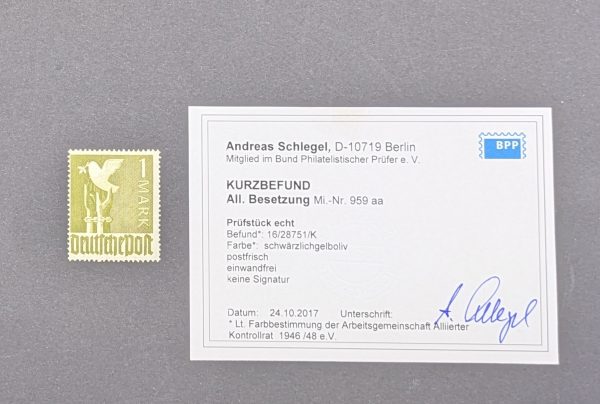 1 MARK
Deutsche Post
Andreas Schlegel, D-10719 Berlin
Mitglied im Bund Philatelistischer Prüfer e. V.
BPP
KURZBEFUND
All. Besetzung Mi.-Nr. 959 aa
Prüfstück echt
Befund*: 16/28751/K
Farbe*: schwärzlichgelboliv
postfrisch
einwandfrei
keine Signatur
Datum: 24.10.2017 Unterschrift:
A. Schlegel
* Lt. Farbbestimmung der Arbeitsgemeinschaft Alliierter
Kontrollrat 1946 /48 e.V.